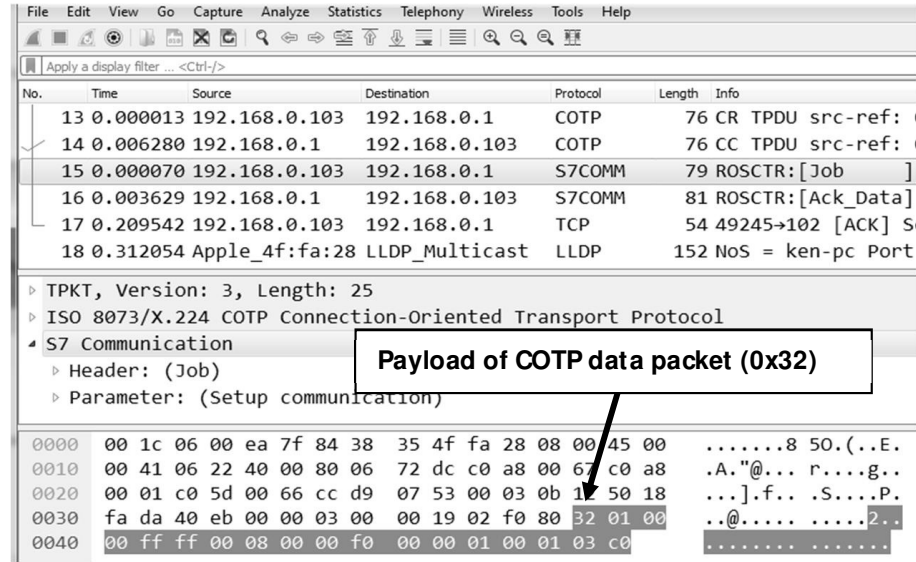 File Edit View Go Capture Analyze Statistics Telephony Wireless Tools Help
Apply a display filter ... <Ctrl-/>
No. Time Source Destination Protocol Length Info
13 0.000013 192.168.0.103 192.168.0.1 COTP 76 CR TPDU src-ref:
14 0.006280 192.168.0.1 192.168.0.103 COTP 76 CC TPDU src-ref:
15 0.000070 192.168.0.103 192.168.0.1 S7COMM 79 ROSCTR:[Job ]
16 0.003629 192.168.0.1 192.168.0.103 S7COMM 81 ROSCTR:[Ack_Data]
17 0.209542 192.168.0.103 192.168.0.1 TCP 54 49245→102 [ACK]
18 0.312054 Apple_4f:fa:28 LLDP_Multicast LLDP 152 NoS = ken-pc Port
TPKT, Version: 3, Length: 25
ISO 8073/X.224 COTP Connection-Oriented Transport Protocol
S7 Communication
Payload of COTP data packet (0x32)
Header: (Job)
Parameter: (Setup communication)
0000 00 1c 06 00 ea 7f 84 38 35 4f fa 28 08 00 45 00 .......8 5O.(..E.
0010 00 41 06 22 40 00 80 06 72 dc c0 a8 00 67 c0 a8 .A."@... r....g..
0020 00 01 c0 5d 00 66 cc d9 07 53 00 03 0b 12 50 18 ...].f.. .S....P.
0030 fa da 40 eb 00 00 03 00 00 19 02 f0 80 32 01 00 ..@..... .....2..
0040 00 ff ff 00 08 00 00 f0 00 00 01 00 01 03 c0 ........ .......